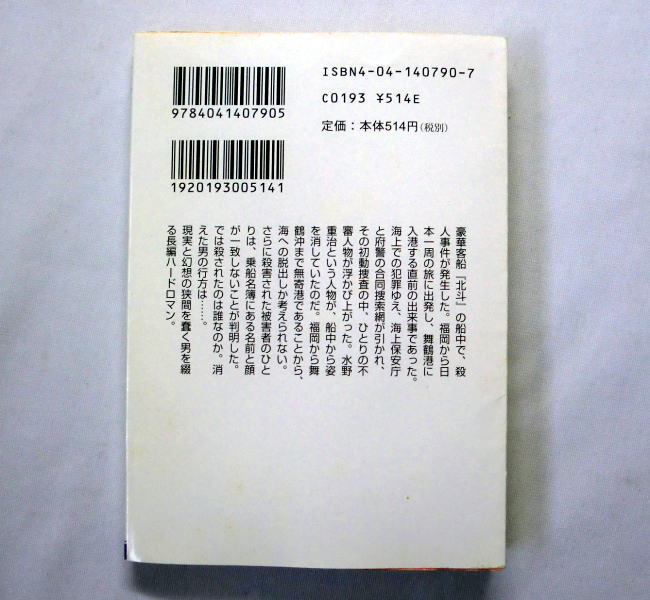 ISBN4-04-140790-7
C0193 ¥514E
定価：本体514円（税別）
9784041407905
1920193005141
豪華客船『北斗』の船中で、殺
人事件が発生した。福岡から日
本一周の旅に出発し、舞鶴港に
入港する直前の出来事であった。
海上での犯罪ゆえ、海上保安庁
と府警の合同捜索網が引かれ、
その初動捜査の中、ひとりの不
審人物が浮かび上がった。水野
重治という人物が、船中から姿
を消していたのだ。福岡から舞
鶴沖まで無寄港であることから、
海への脱出しか考えられない。
さらに殺害された被害者のひと
りは、乗船名簿にある名前と顔
が一致しないことが判明した。
では殺されたのは誰なのか。消
えた男の行方は……。
現実と幻想の狭間を蠢く男を綴
る長編ハードロマン。